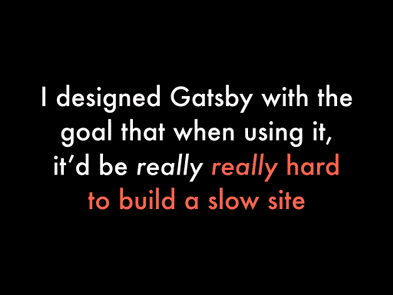 I designed Gatsby with the
goal that when using it,
it’d be really really hard
to build a slow site